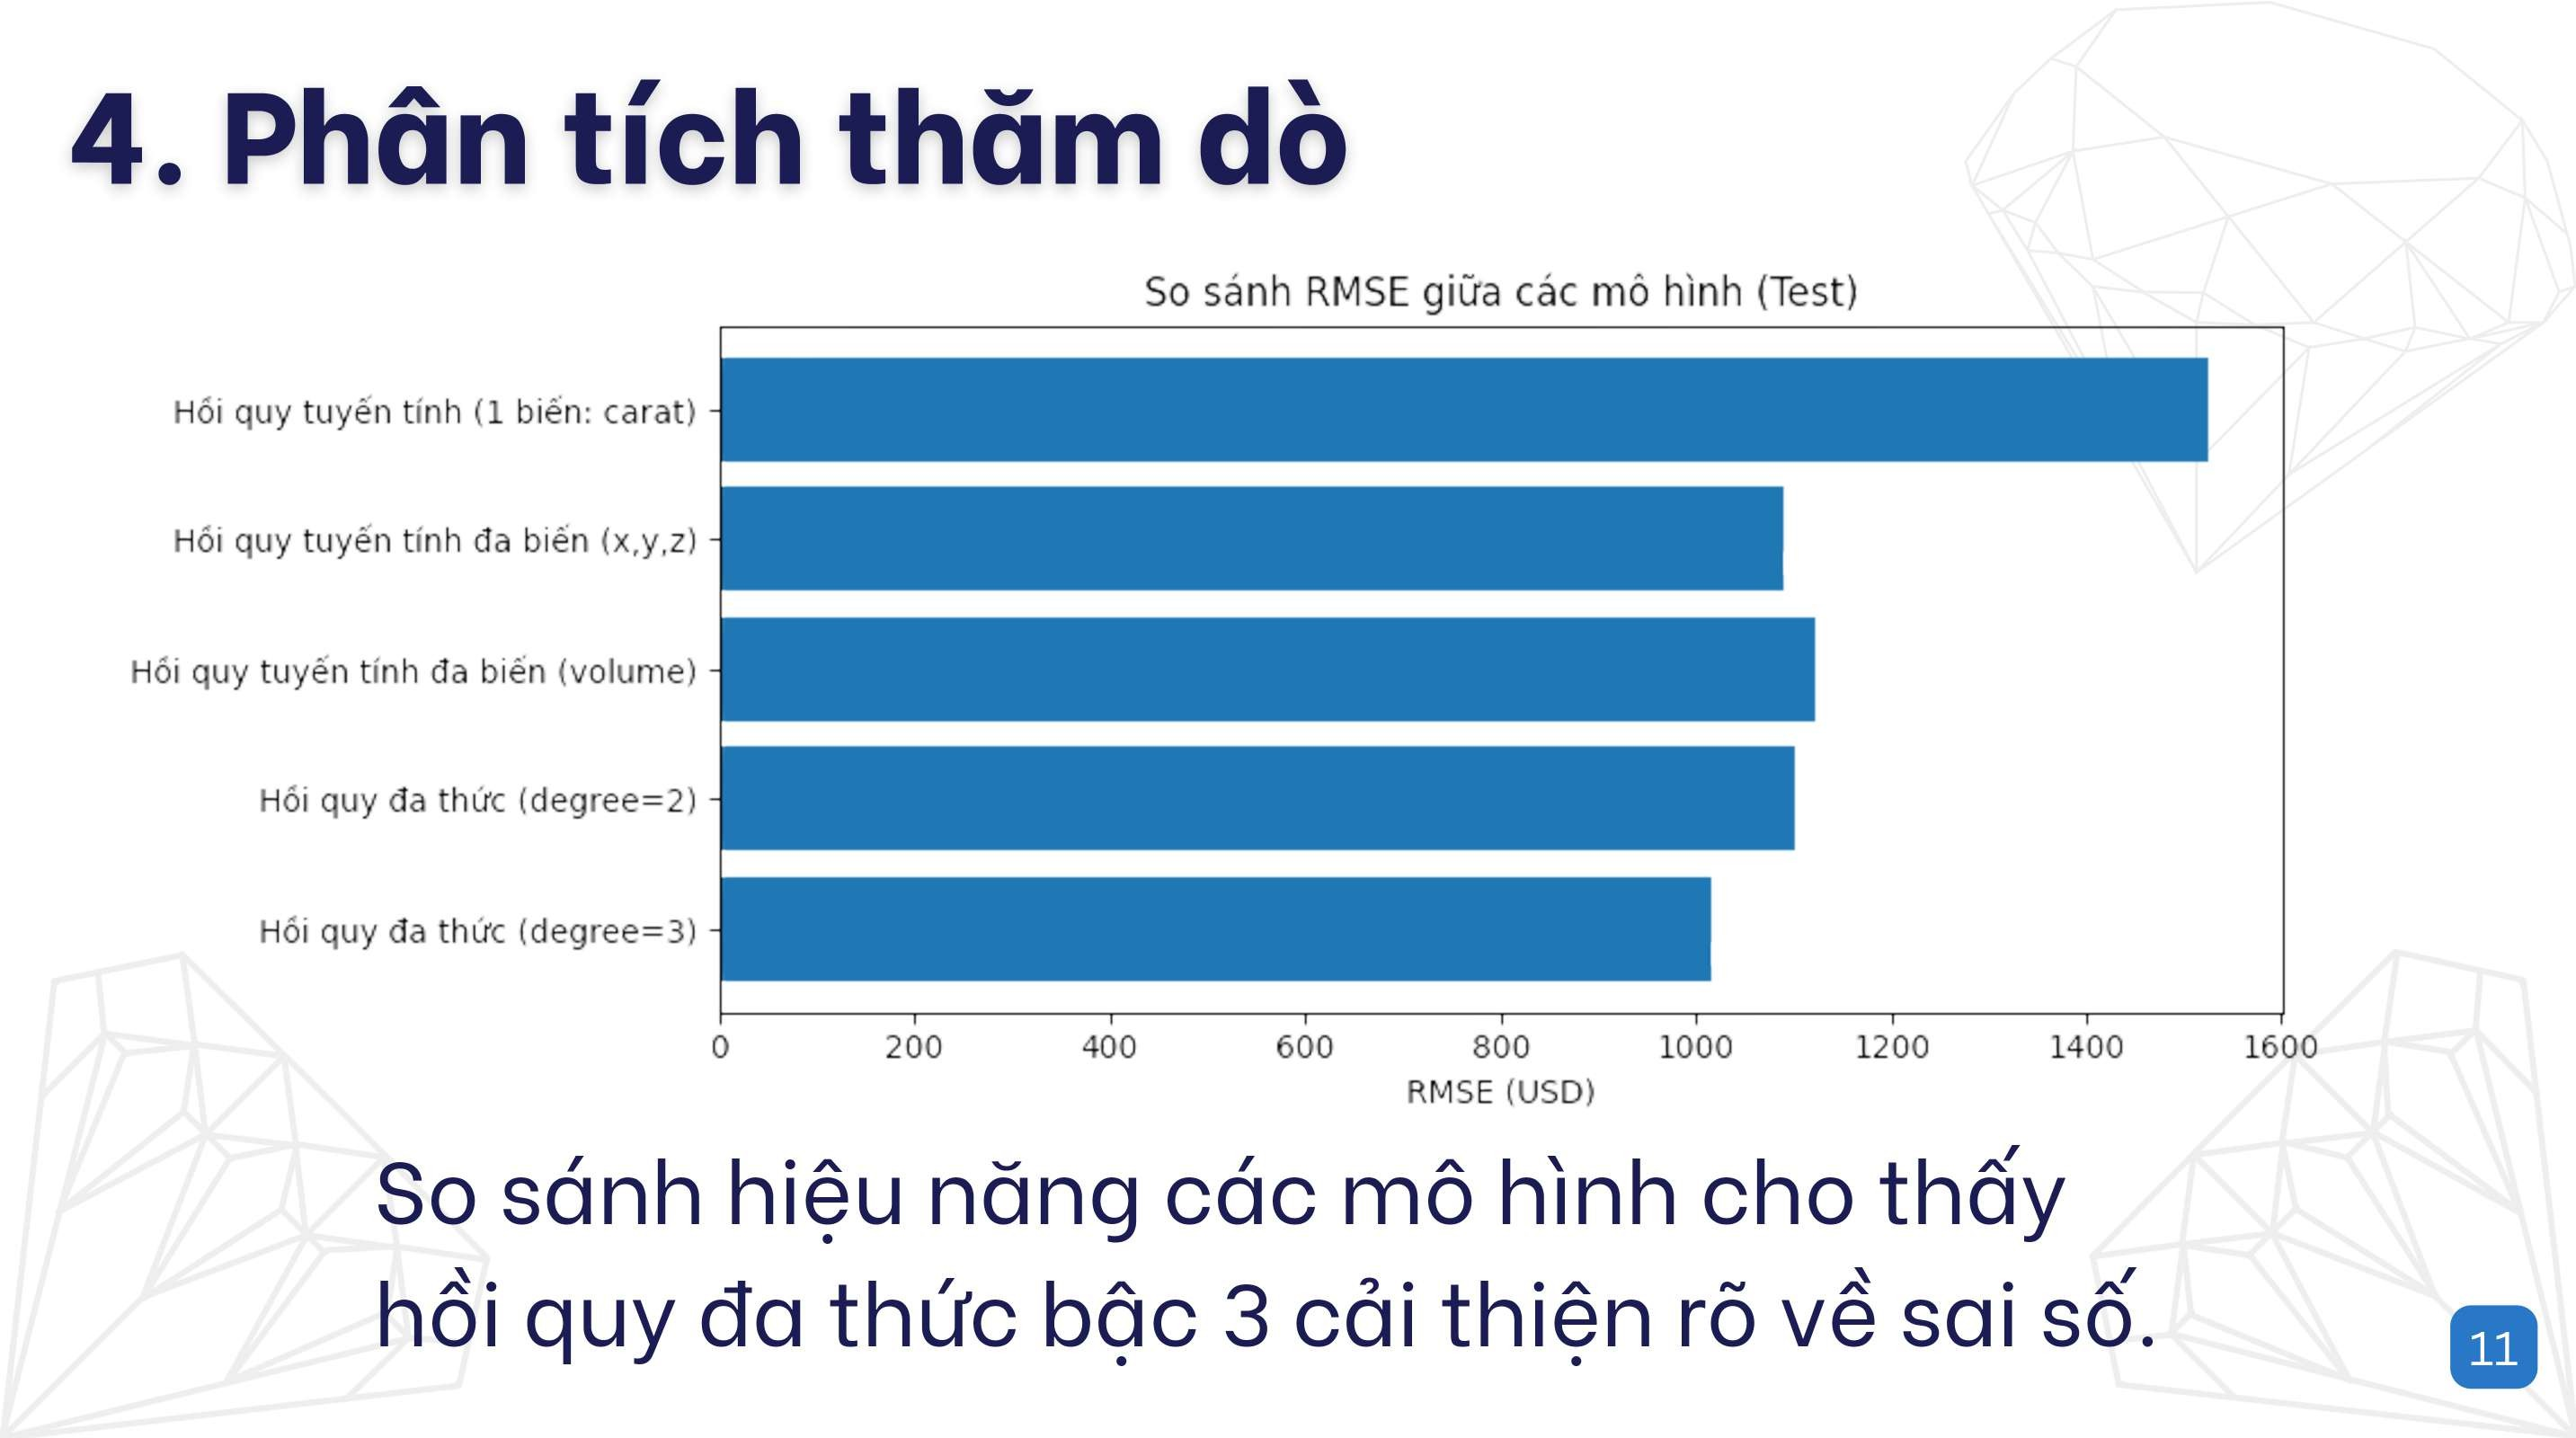 4. Phân tích thăm dò
So sánh RMSE giữa các mô hình (Test)
Hồi quy tuyến tính (1 biến: carat)
Hồi quy tuyến tính đa biến (x,y,z)
Hồi quy tuyến tính đa biến (volume)
Hồi quy đa thức (degree=2)
Hồi quy đa thức (degree=3)
0 200 400 600 800 1000 1200 1400 1600
RMSE (USD)
So sánh hiệu năng các mô hình cho thấy
hồi quy đa thức bậc 3 cải thiện rõ về sai số.
11